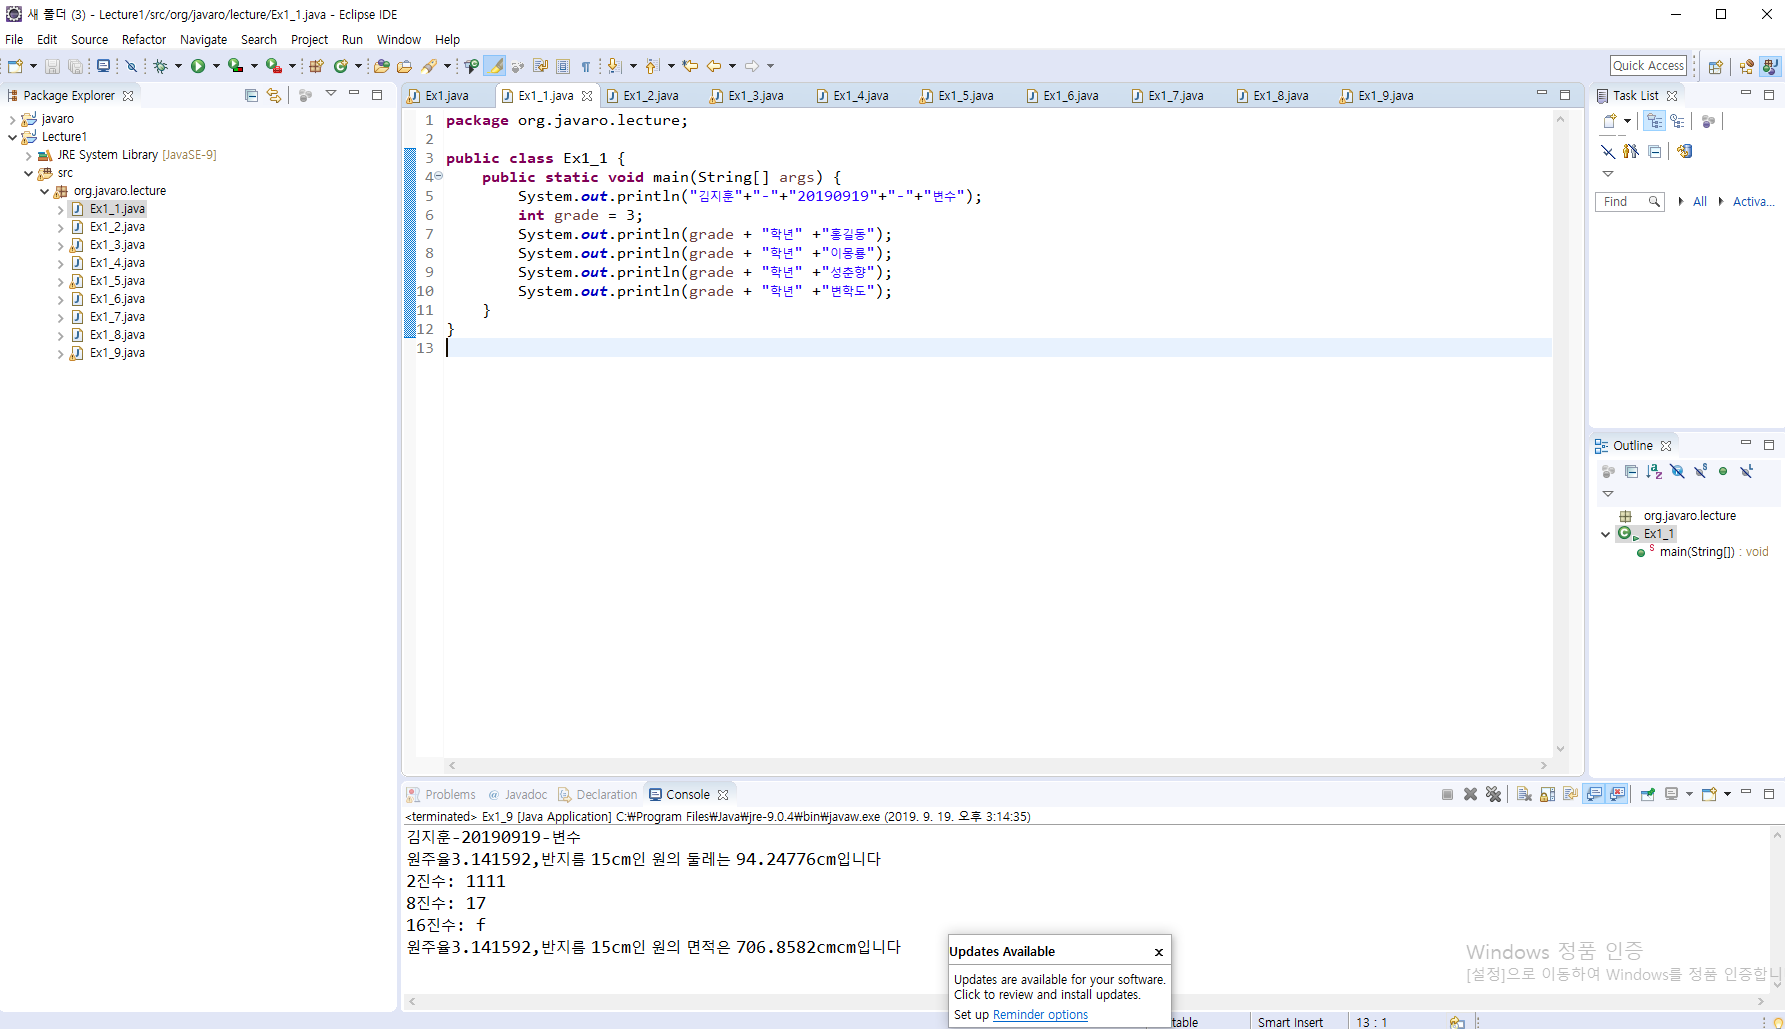 새 폴더 (3) - Lecture1/src/org/javaro/lecture/Ex1_1.java - Eclipse IDE
File Edit Source Refactor Navigate Search Project Run Window Help
Quick Access
Package Explorer
javaro
Lecture1
JRE System Library [JavaSE-9]
src
org.javaro.lecture
Ex1_1.java
Ex1_2.java
Ex1_3.java
Ex1_4.java
Ex1_5.java
Ex1_6.java
Ex1_7.java
Ex1_8.java
Ex1_9.java
Ex1.java Ex1_1.java Ex1_2.java Ex1_3.java Ex1_4.java Ex1_5.java Ex1_6.java Ex1_7.java Ex1_8.java Ex1_9.java
1 package org.javaro.lecture;
2
3 public class Ex1_1 {
4 public static void main(String[] args) {
5 System.out.println("김지훈"+"-"+"20190919"+"-"+"변수");
6 int grade = 3;
7 System.out.println(grade + "학년" +"홍길동");
8 System.out.println(grade + "학년" +"이몽룡");
9 System.out.println(grade + "학년" +"성춘향");
10 System.out.println(grade + "학년" +"변학도");
11 }
12 }
13
Task List
Find All Activa...
Outline
org.javaro.lecture
Ex1_1
main(String[]) : void
Problems @ Javadoc Declaration Console
<terminated> Ex1_9 [Java Application] C:₩Program Files₩Java₩jre-9.0.4₩bin₩javaw.exe (2019. 9. 19. 오후 3:14:35)
김지훈-20190919-변수
원주율3.141592,반지름 15cm인 원의 둘레는 94.24776cm입니다
2진수: 1111
8진수: 17
16진수: f
원주율3.141592,반지름 15cm인 원의 면적은 706.8582cmcm입니다
Updates Available
Updates are available for your software.
Click to review and install updates.
Set up Reminder options
Windows 정품 인증
[설정]으로 이동하여 Windows를 정품 인증합니
table Smart Insert 13 : 1